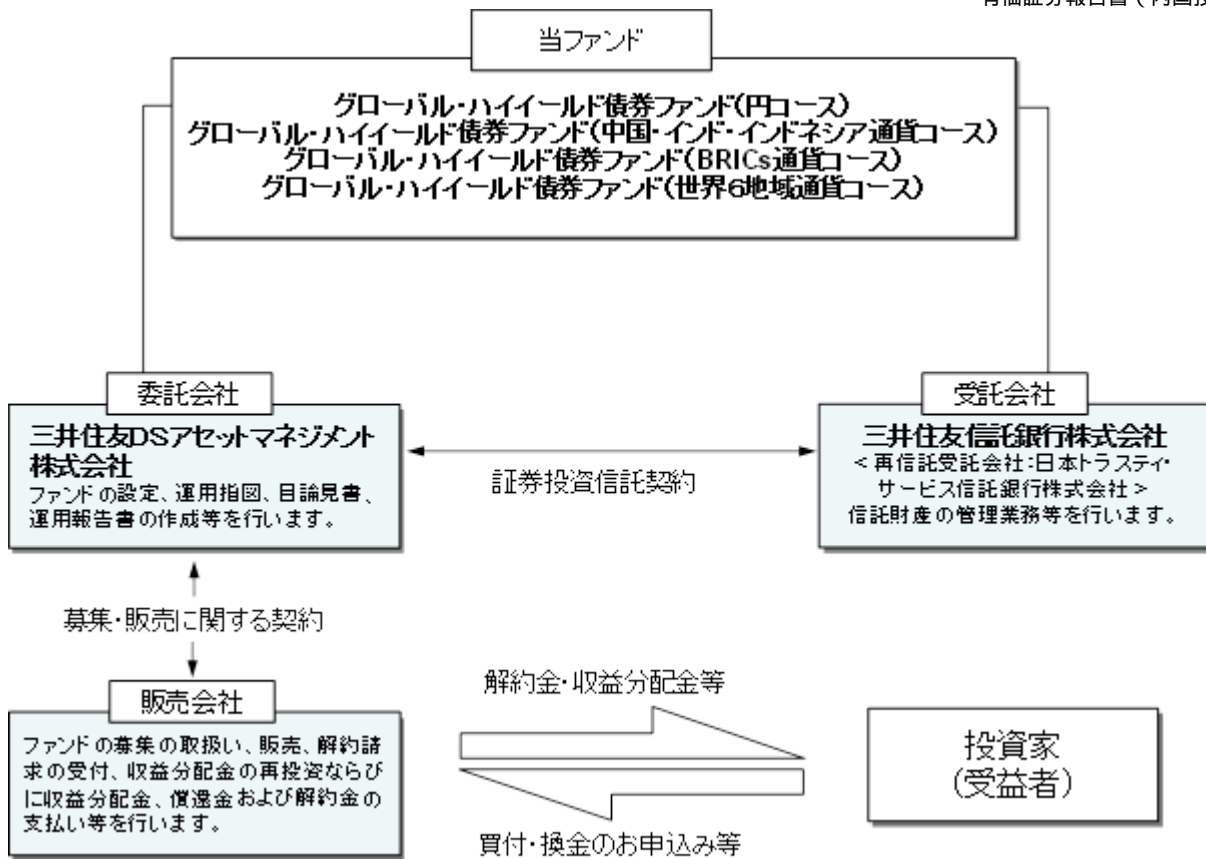 当ファンド
グローバル・ハイイールド債券ファンド(円コース)
グローバル・ハイイールド債券ファンド(中国・インド・インドネシア通貨コース)
グローバル・ハイイールド債券ファンド(BRICs通貨コース)
グローバル・ハイイールド債券ファンド(世界6地域通貨コース)
委託会社
三井住友DSアセットマネジメント
株式会社
ファンドの設定、運用指図、目論見書、
運用報告書の作成等を行います。
証券投資信託契約
受託会社
三井住友信託銀行株式会社
<再信託受託会社:日本トラスティ・
サービス信託銀行株式会社>
信託財産の管理業務等を行います。
募集・販売に関する契約
販売会社
ファンドの募集の取扱い、販売、解約請
求の受付、収益分配金の再投資ならび
に収益分配金、償還金および解約金の
支払い等を行います。
解約金・収益分配金等
買付・換金のお申込み等
投資家
(受益者)